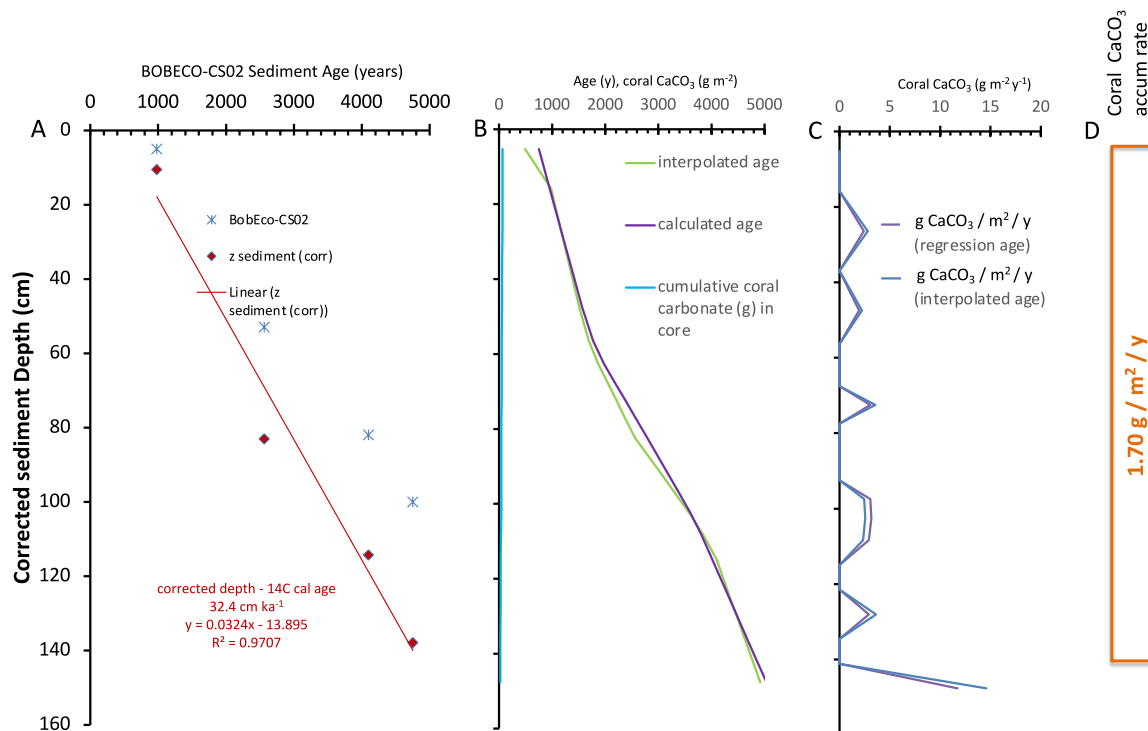 BOBECO-CS02 Sediment Age (years)
0 1000 2000 3000 4000 5000
A
Corrected sediment Depth (cm)
0
20
40
60
80
100
120
140
160
BobEco-CS02
z sediment (corr)
Linear (z
sediment (corr))
corrected depth - 14C cal age
32.4 cm ka⁻¹
y = 0.0324x - 13.895
R² = 0.9707
Age (y), coral CaCO₃ (g m⁻²)
0 1000 2000 3000 4000 5000
B
interpolated age
calculated age
cumulative coral
carbonate (g) in
core
Coral CaCO₃ (g m⁻² y⁻¹)
0 5 10 15 20
C
g CaCO₃ / m² / y
(regression age)
g CaCO₃ / m² / y
(interpolated age)
D
Coral CaCO₃
accum rate
1.70 g / m² / y